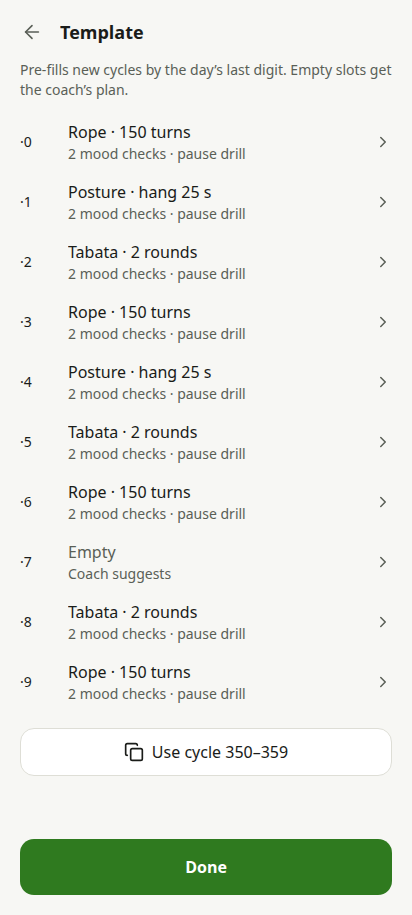 Template
Pre-fills new cycles by the day’s last digit. Empty slots get
the coach’s plan.
·0
Rope · 150 turns
2 mood checks · pause drill
·1
Posture · hang 25 s
2 mood checks · pause drill
·2
Tabata · 2 rounds
2 mood checks · pause drill
·3
Rope · 150 turns
2 mood checks · pause drill
·4
Posture · hang 25 s
2 mood checks · pause drill
·5
Tabata · 2 rounds
2 mood checks · pause drill
·6
Rope · 150 turns
2 mood checks · pause drill
·7
Empty
Coach suggests
·8
Tabata · 2 rounds
2 mood checks · pause drill
·9
Rope · 150 turns
2 mood checks · pause drill
Use cycle 350–359
Done